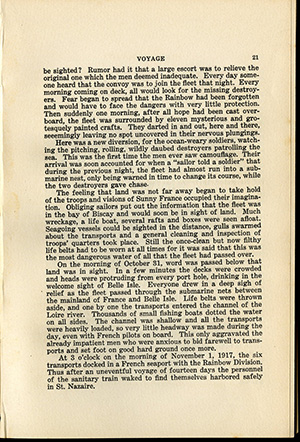 VOYAGE 21
be sighted? Rumor had it that a large escort was to relieve the
original one which the men deemed inadequate. Every day some-
one heard that the convoy was to join the fleet that night. Every
morning coming on deck, all would look for the missing destroy-
ers. Fear began to spread that the Rainbow had been forgotten
and would have to face the dangers with very little protection.
Then suddenly one morning, after all hope had been cast over-
board, the fleet was surrounded by eleven mysterious and gro-
tesquely painted crafts. They darted in and out, here and there,
seemingly leaving no spot uncovered in their nervous plungings.
Here was a new diversion, for the ocean-weary soldiers, watch-
ing the pitching, rolling, wildly daubed destroyers patrolling the
sea. This was the first time the men ever saw camouflage. Their
arrival was soon accounted for when a "sailor told a soldier" that
during the previous night, the fleet had almost run into a sub-
marine nest, only being warned in time to change its course, while
the two destroyers gave chase.
The feeling that land was not far away began to take hold
of the troops and visions of Sunny France occupied their imagina-
tion. Obliging sailors put out the information that the fleet was
in the bay of Biscay and would soon be in sight of land. Much
wreckage, a life boat, several rafts and boxes were seen afloat.
Seagoing vessels could be sighted in the distance, gulls swarmed
about the transports and a general cleaning and inspection of
troops' quarters took place. Still the once-clean but now filthy
life belts had to be worn at all times for it was said that this was
the most dangerous water of all that the fleet had passed over.
On the morning of October 31, word was passed below that
land was in sight. In a few minutes the decks were crowded
and heads were protruding from every port hole, drinking in the
welcome sight of Belle Isle. Everyone drew in a deep sigh of
relief as the fleet passed through the submarine nets between
the mainland of France and Belle Isle. Life belts were thrown
aside, and one by one the transports entered the channel of the
Loire river. Thousands of small fishing boats dotted the water
on all sides. The channel was shallow and all the transports
were heavily loaded, so very little headway was made during the
day, even with French pilots on board. This only aggravated the
already impatient men who were anxious to bid farewell to trans-
ports and set foot on good hard ground once more.
At 3 o'clock on the morning of November 1, 1917, the six
transports docked in a French seaport with the Rainbow Division.
Thus after an uneventful voyage of fourteen days the personnel
of the sanitary train waked to find themselves harbored safely
in St. Nazaire.